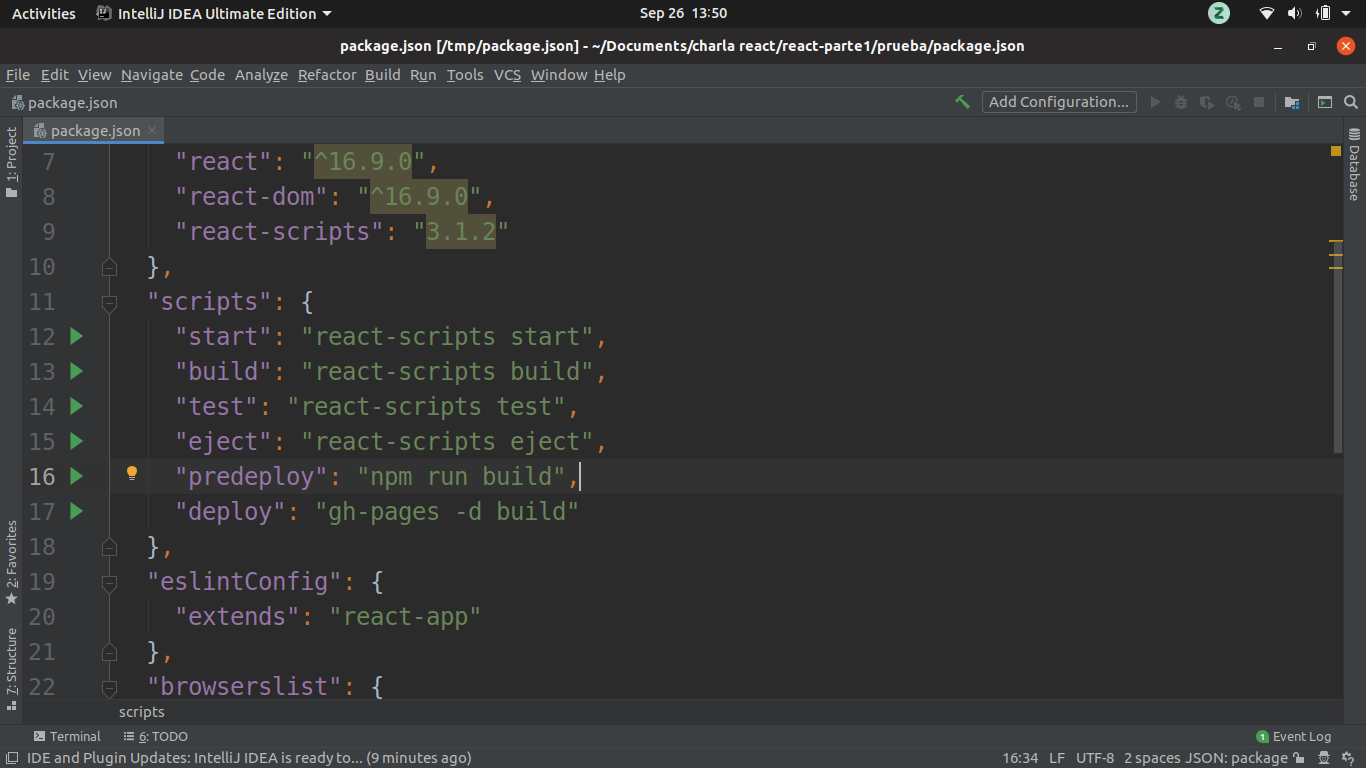 Activities IntelliJ IDEA Ultimate Edition Sep 26 13:50 Z
package.json [/tmp/package.json] - ~/Documents/charla react/react-parte1/prueba/package.json
File Edit View Navigate Code Analyze Refactor Build Run Tools VCS Window Help
package.json Add Configuration...
package.json
1: Project
Database
7 "react": "^16.9.0",
8 "react-dom": "^16.9.0",
9 "react-scripts": "3.1.2"
10 },
11 "scripts": {
12 "start": "react-scripts start",
13 "build": "react-scripts build",
14 "test": "react-scripts test",
15 "eject": "react-scripts eject",
16 "predeploy": "npm run build",
17 "deploy": "gh-pages -d build"
18 },
19 "eslintConfig": {
20 "extends": "react-app"
21 },
22 "browserslist": {
2: Favorites
7: Structure
scripts
Terminal 6: TODO 1 Event Log
IDE and Plugin Updates: IntelliJ IDEA is ready to... (9 minutes ago) 16:34 LF UTF-8 2 spaces JSON: package